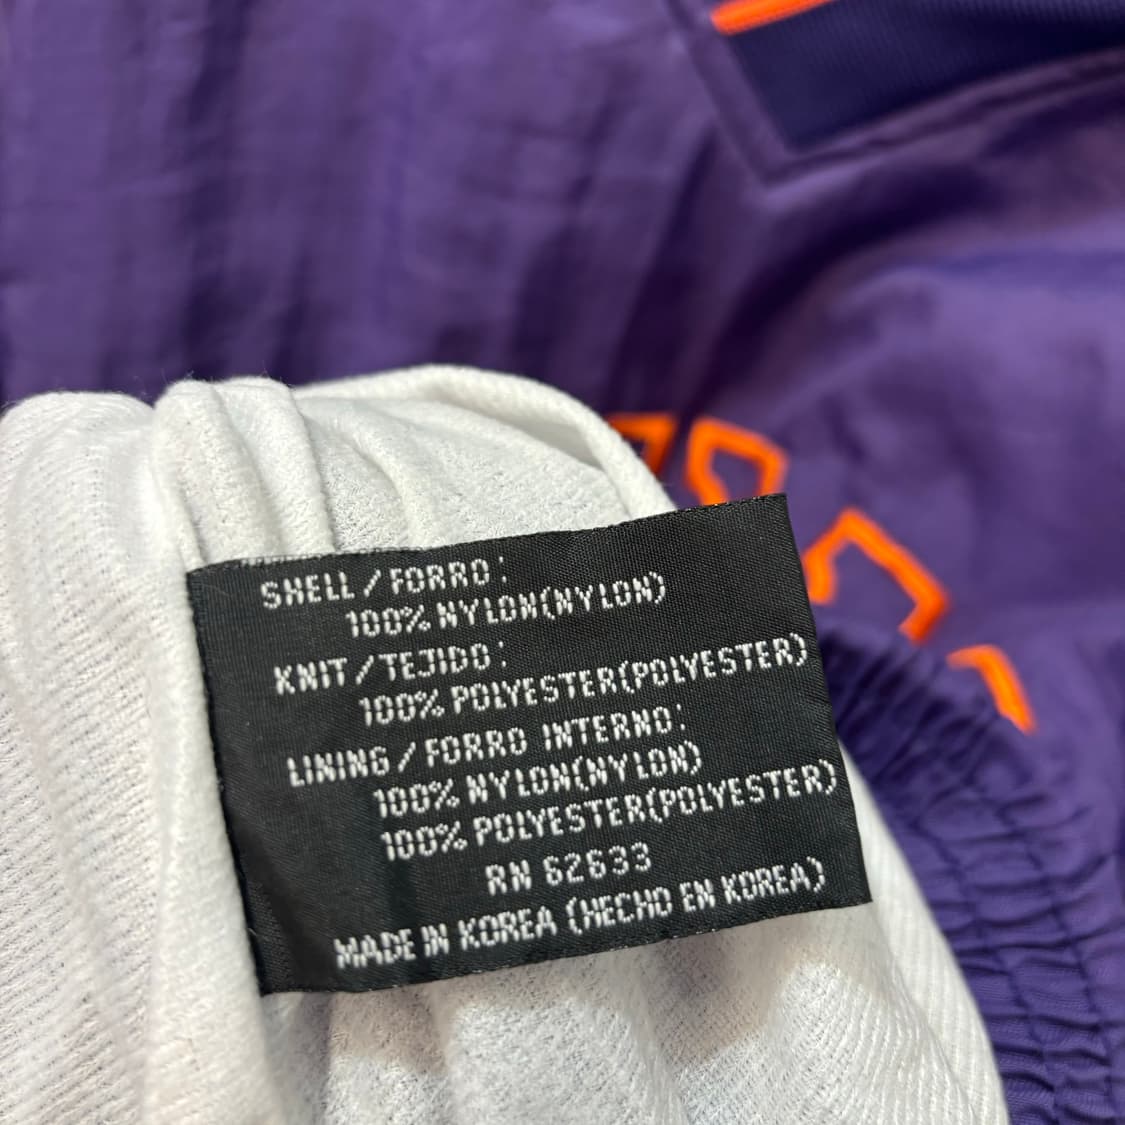 SHELL / FORRO:
100% NYLON(NYLON)
KNIT / TEJIDO:
100% POLYESTER(POLYESTER)
LINING / FORRO INTERNO:
100% NYLON(NYLON)
100% POLYESTER(POLYESTER)
RN 62633
MADE IN KOREA (HECHO EN KOREA)